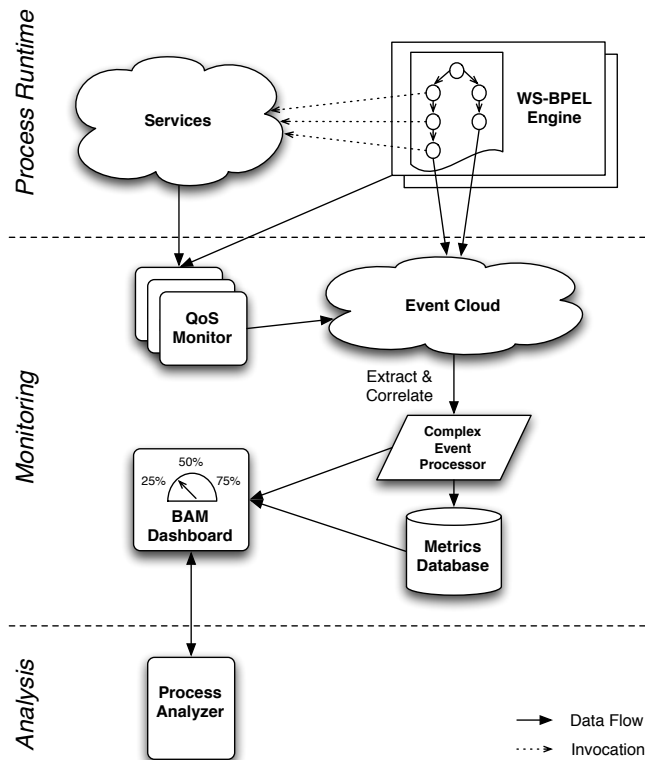 Process Runtime
Services
WS-BPEL
Engine
Monitoring
QoS
Monitor
Event Cloud
Extract &
Correlate
Complex
Event
Processor
25%
50%
75%
BAM
Dashboard
Metrics
Database
Analysis
Process
Analyzer
Data Flow
Invocation